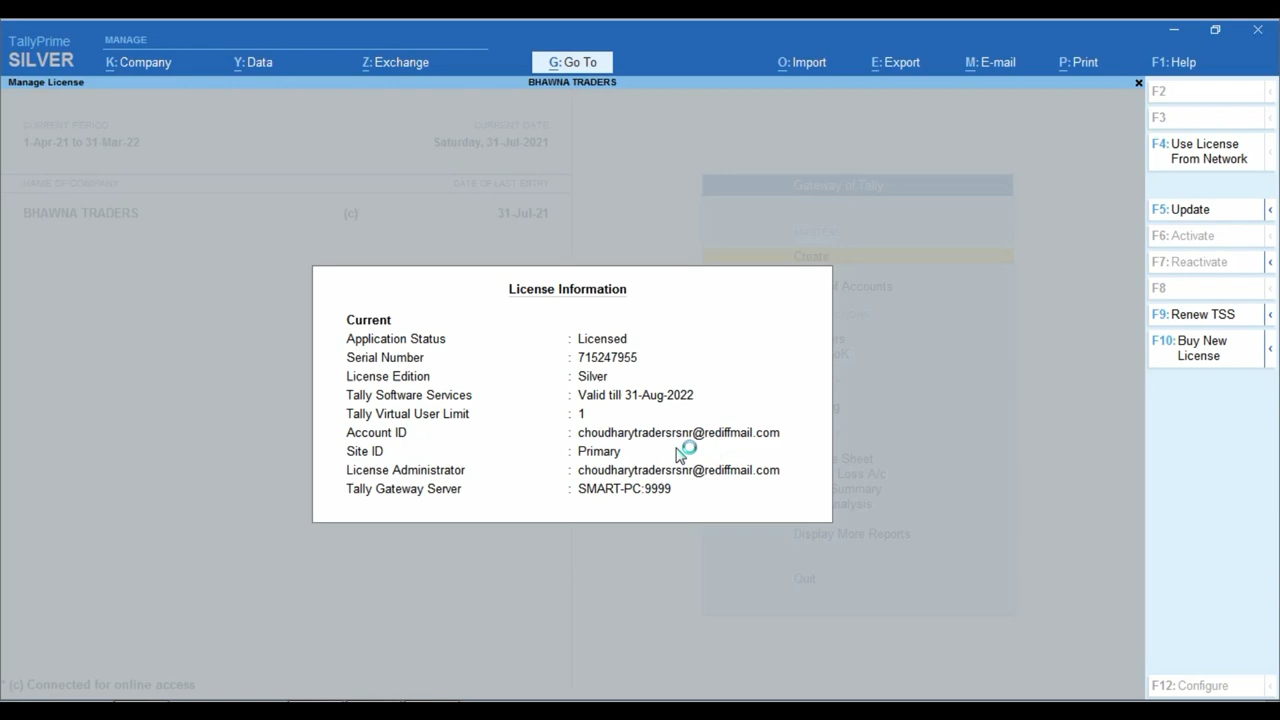 TallyPrime
SILVER
MANAGE
K: Company
Y: Data
Z: Exchange
G: Go To
O: Import
E: Export
M: E-mail
P: Print
F1: Help
Manage License
BHAWNA TRADERS
CURRENT PERIOD
CURRENT DATE
1-Apr-21 to 31-Mar-22
Saturday, 31-Jul-2021
NAME OF COMPANY
DATE OF LAST ENTRY
BHAWNA TRADERS
(c)
31-Jul-21
Gateway of Tally
MASTERS
Create
of Accounts
License Information
Current
Application Status : Licensed
Serial Number : 715247955
License Edition : Silver
Tally Software Services : Valid till 31-Aug-2022
Tally Virtual User Limit : 1
Account ID : choudharytradersrsnr@rediffmail.com
Site ID : Primary
License Administrator : choudharytradersrsnr@rediffmail.com
Tally Gateway Server : SMART-PC:9999
Sheet
Loss A/c
Display More Reports
Quit
F2
F3
F4: Use License
From Network
F5: Update
F6: Activate
F7: Reactivate
F8
F9: Renew TSS
F10: Buy New
License
F12: Configure
* (c) Connected for online access